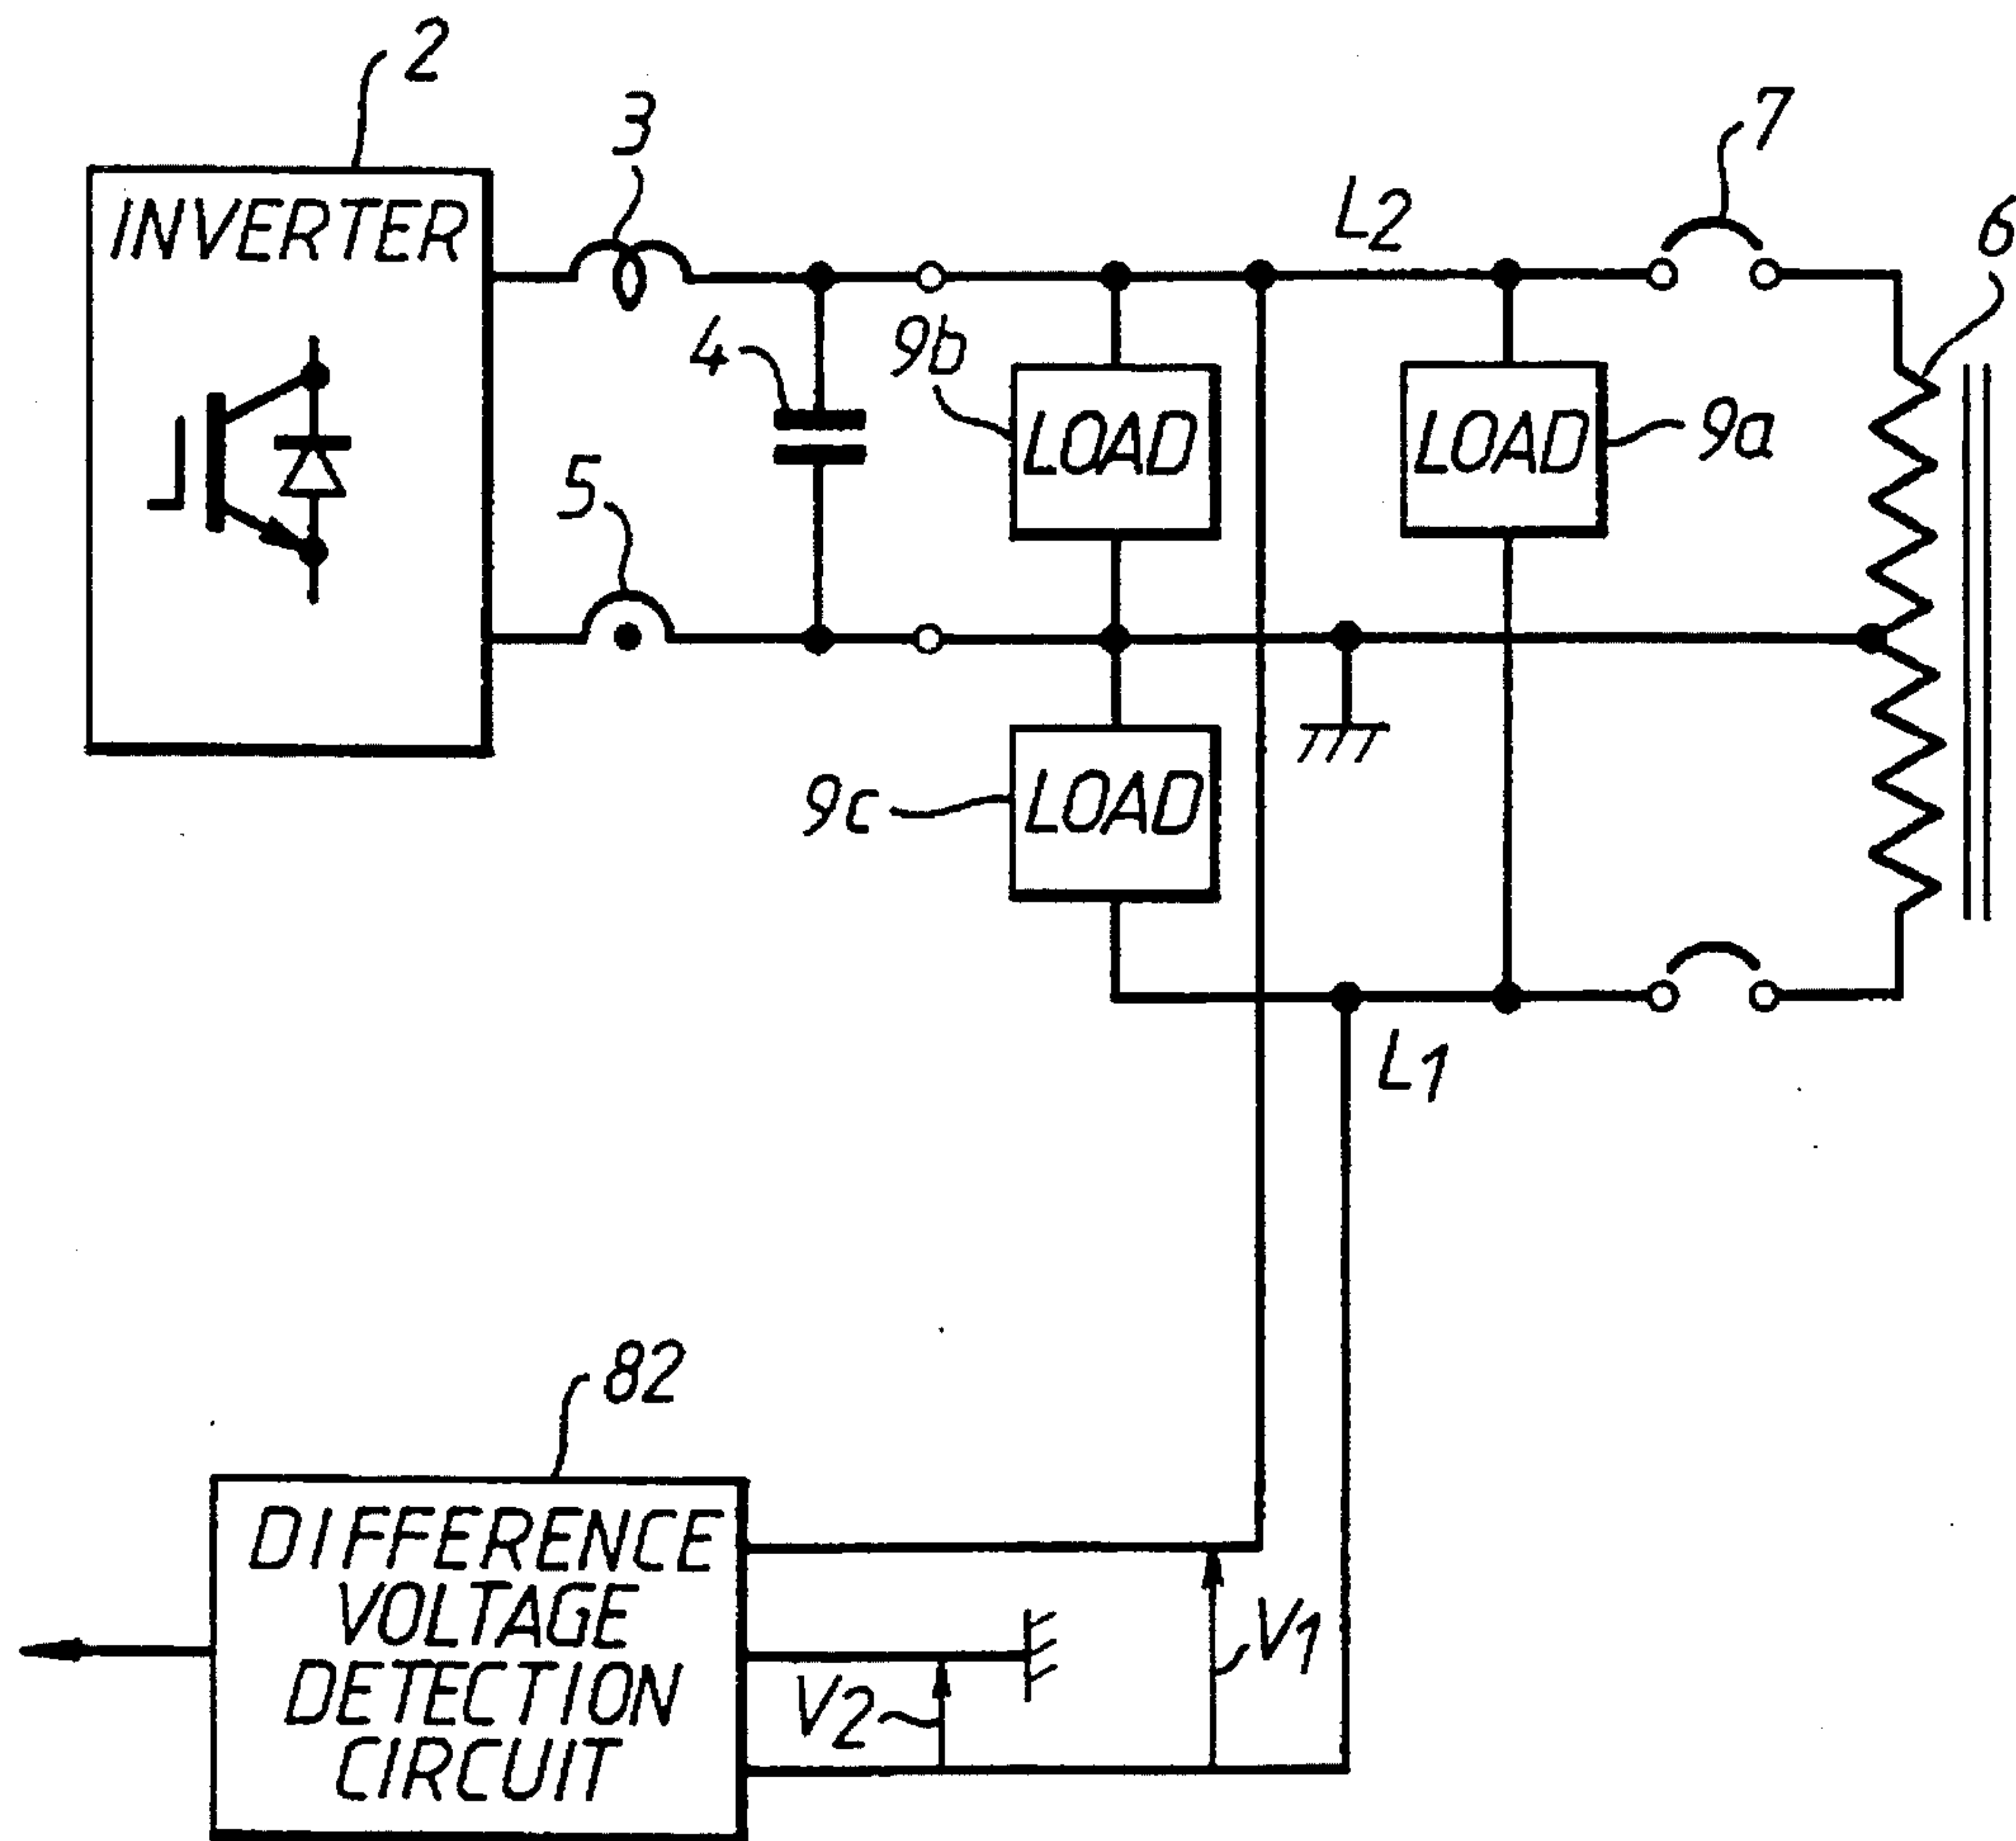 2
3
7
INVERTER
L2
6
4
9b
LOAD
LOAD
9a
5
9c
LOAD
L1
82
DIFFERENCE
VOLTAGE
DETECTION
CIRCUIT
V1
V2